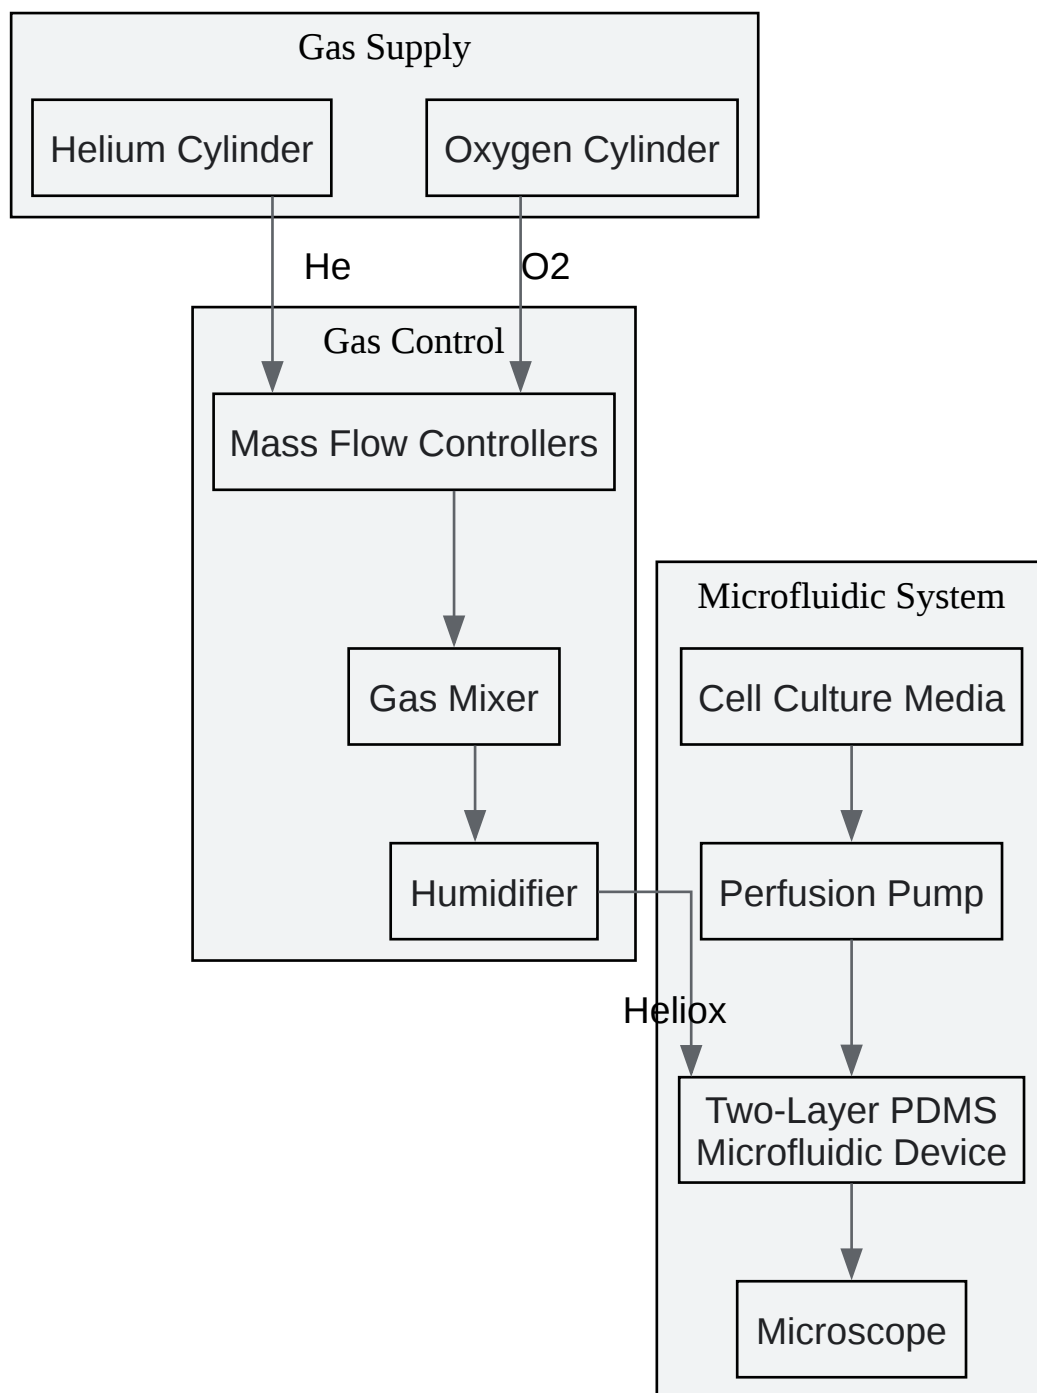 Gas Supply
Helium Cylinder
Oxygen Cylinder
He
O2
Gas Control
Mass Flow Controllers
Gas Mixer
Humidifier
Heliox
Microfluidic System
Cell Culture Media
Perfusion Pump
Two-Layer PDMS
Microfluidic Device
Microscope